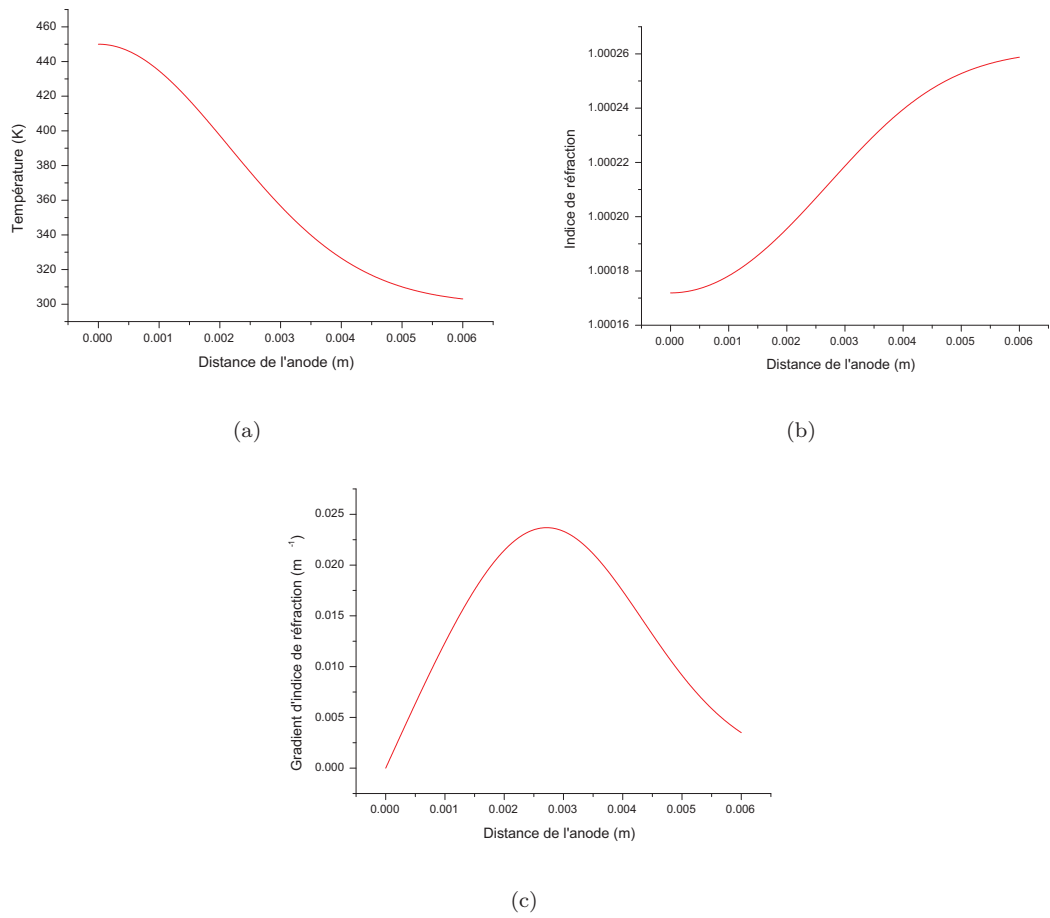 460
440
420
400
380
360
340
320
300
Température (K)
0.000 0.001 0.002 0.003 0.004 0.005 0.006
Distance de l'anode (m)
(a)
1.00026
1.00024
1.00022
1.00020
1.00018
1.00016
Indice de réfraction
0.000 0.001 0.002 0.003 0.004 0.005 0.006
Distance de l'anode (m)
(b)
0.025
0.020
0.015
0.010
0.005
0.000
Gradient d'indice de réfraction (m⁻¹)
0.000 0.001 0.002 0.003 0.004 0.005 0.006
Distance de l'anode (m)
(c)